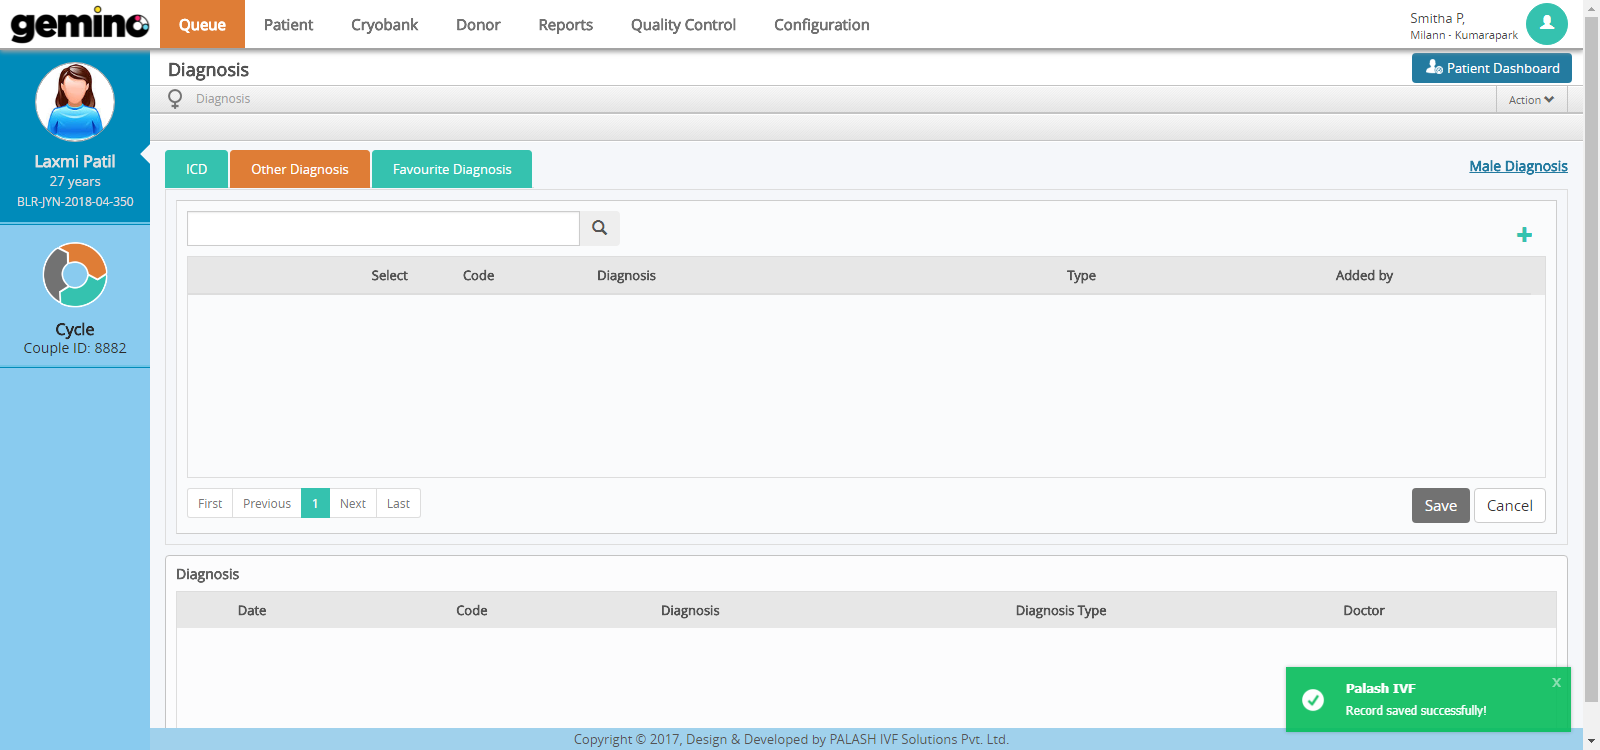 gemino
Queue Patient Cryobank Donor Reports Quality Control Configuration
Smitha P,
Milann - Kumarapark
Diagnosis
Patient Dashboard
Diagnosis
Action
Laxmi Patil
27 years
BLR-JYN-2018-04-350
Cycle
Couple ID: 8882
ICD Other Diagnosis Favourite Diagnosis
Male Diagnosis
Select Code Diagnosis Type Added by
First Previous 1 Next Last
Save Cancel
Diagnosis
Date Code Diagnosis Diagnosis Type Doctor
Palash IVF x
Record saved successfully!
Copyright © 2017, Design & Developed by PALASH IVF Solutions Pvt. Ltd.